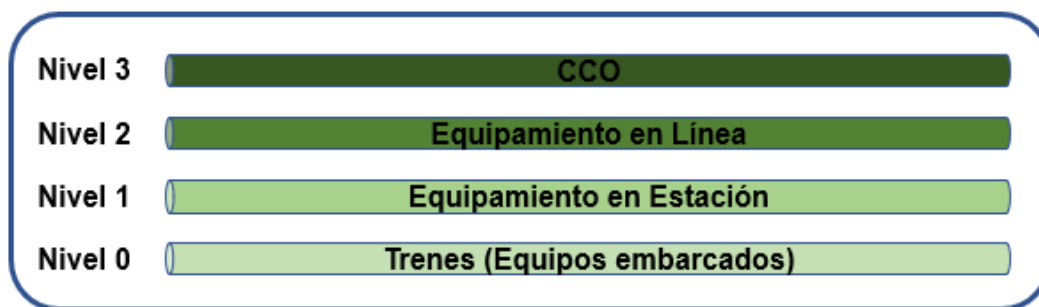 Nivel 3 CCO
Nivel 2 Equipamiento en Línea
Nivel 1 Equipamiento en Estación
Nivel 0 Trenes (Equipos embarcados)